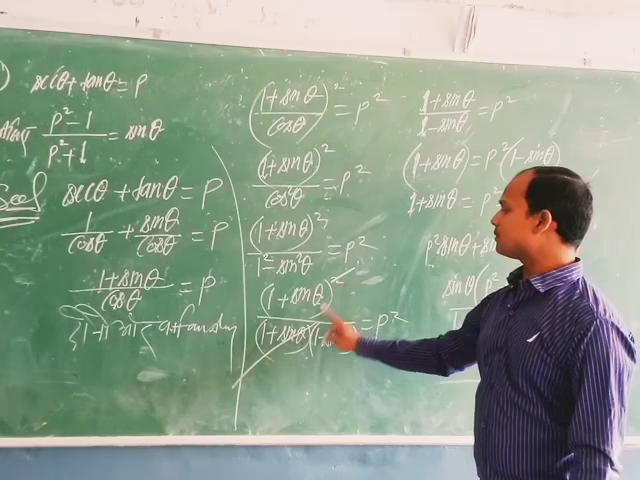 ) secθ + tanθ = P
P² - 1 / P² + 1 = sinθ
Sol
secθ + tanθ = P
1/cosθ + sinθ/cosθ = P
1 + sinθ / cosθ = P
((1 + sinθ) / cosθ)² = P²
(1 + sinθ)² / cos²θ = P²
(1 + sinθ)² / 1² - sin²θ = P²
(1 + sinθ)² / (1 + sinθ)(1 - = P²
1 + sinθ / 1 - sinθ = P²
(1 + sinθ) = P² (1 - sinθ)
1 + sinθ = P²
P² sinθ +
sinθ (P²